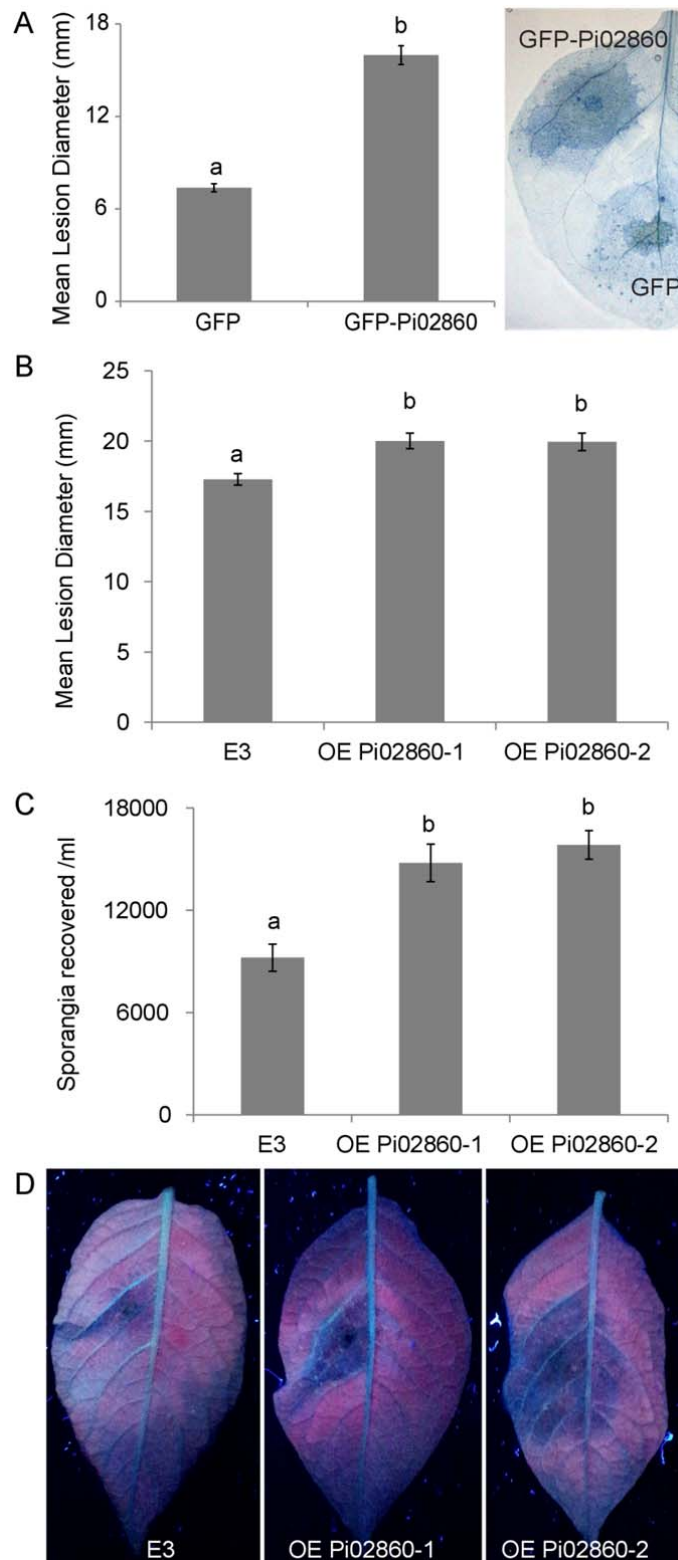 A
Mean Lesion Diameter (mm)
18
12
6
0
a
b
GFP
GFP-Pi02860
GFP-Pi02860
GFP
B
Mean Lesion Diameter (mm)
25
20
15
10
5
0
a
b
b
E3
OE Pi02860-1
OE Pi02860-2
C
Sporangia recovered /ml
18000
12000
6000
0
a
b
b
E3
OE Pi02860-1
OE Pi02860-2
D
E3
OE Pi02860-1
OE Pi02860-2